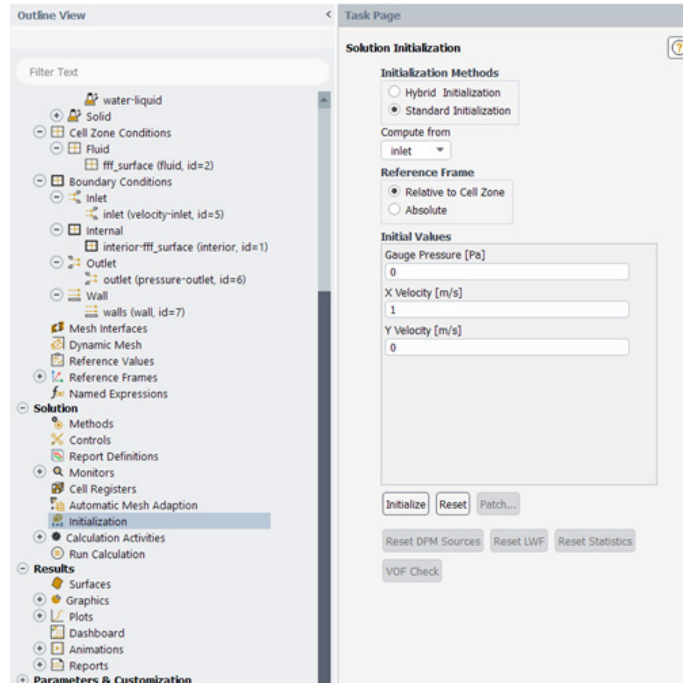 Outline View
Filter Text
water-liquid
Solid
Cell Zone Conditions
Fluid
fff_surface (fluid, id=2)
Boundary Conditions
Inlet
inlet (velocity-inlet, id=5)
Internal
interior-fff_surface (interior, id=1)
Outlet
outlet (pressure-outlet, id=6)
Wall
walls (wall, id=7)
Mesh Interfaces
Dynamic Mesh
Reference Values
Reference Frames
Named Expressions
Solution
Methods
Controls
Report Definitions
Monitors
Cell Registers
Automatic Mesh Adaption
Initialization
Calculation Activities
Run Calculation
Results
Surfaces
Graphics
Plots
Dashboard
Animations
Reports
Parameters & Customization
Task Page
Solution Initialization
Initialization Methods
Hybrid Initialization
Standard Initialization
Compute from
inlet
Reference Frame
Relative to Cell Zone
Absolute
Initial Values
Gauge Pressure [Pa]
0
X Velocity [m/s]
1
Y Velocity [m/s]
0
Initialize Reset Patch...
Reset DPM Sources Reset LWF Reset Statistics
VOF Check